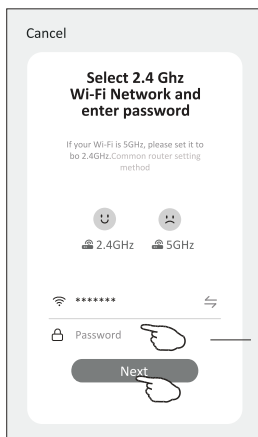 Cancel
Select 2.4 Ghz
Wi-Fi Network and
enter password
If your Wi-Fi is 5GHz, please set it to
bo 2.4GHz.Common router setting
method
2.4GHz 5GHz
*******
Password
Next